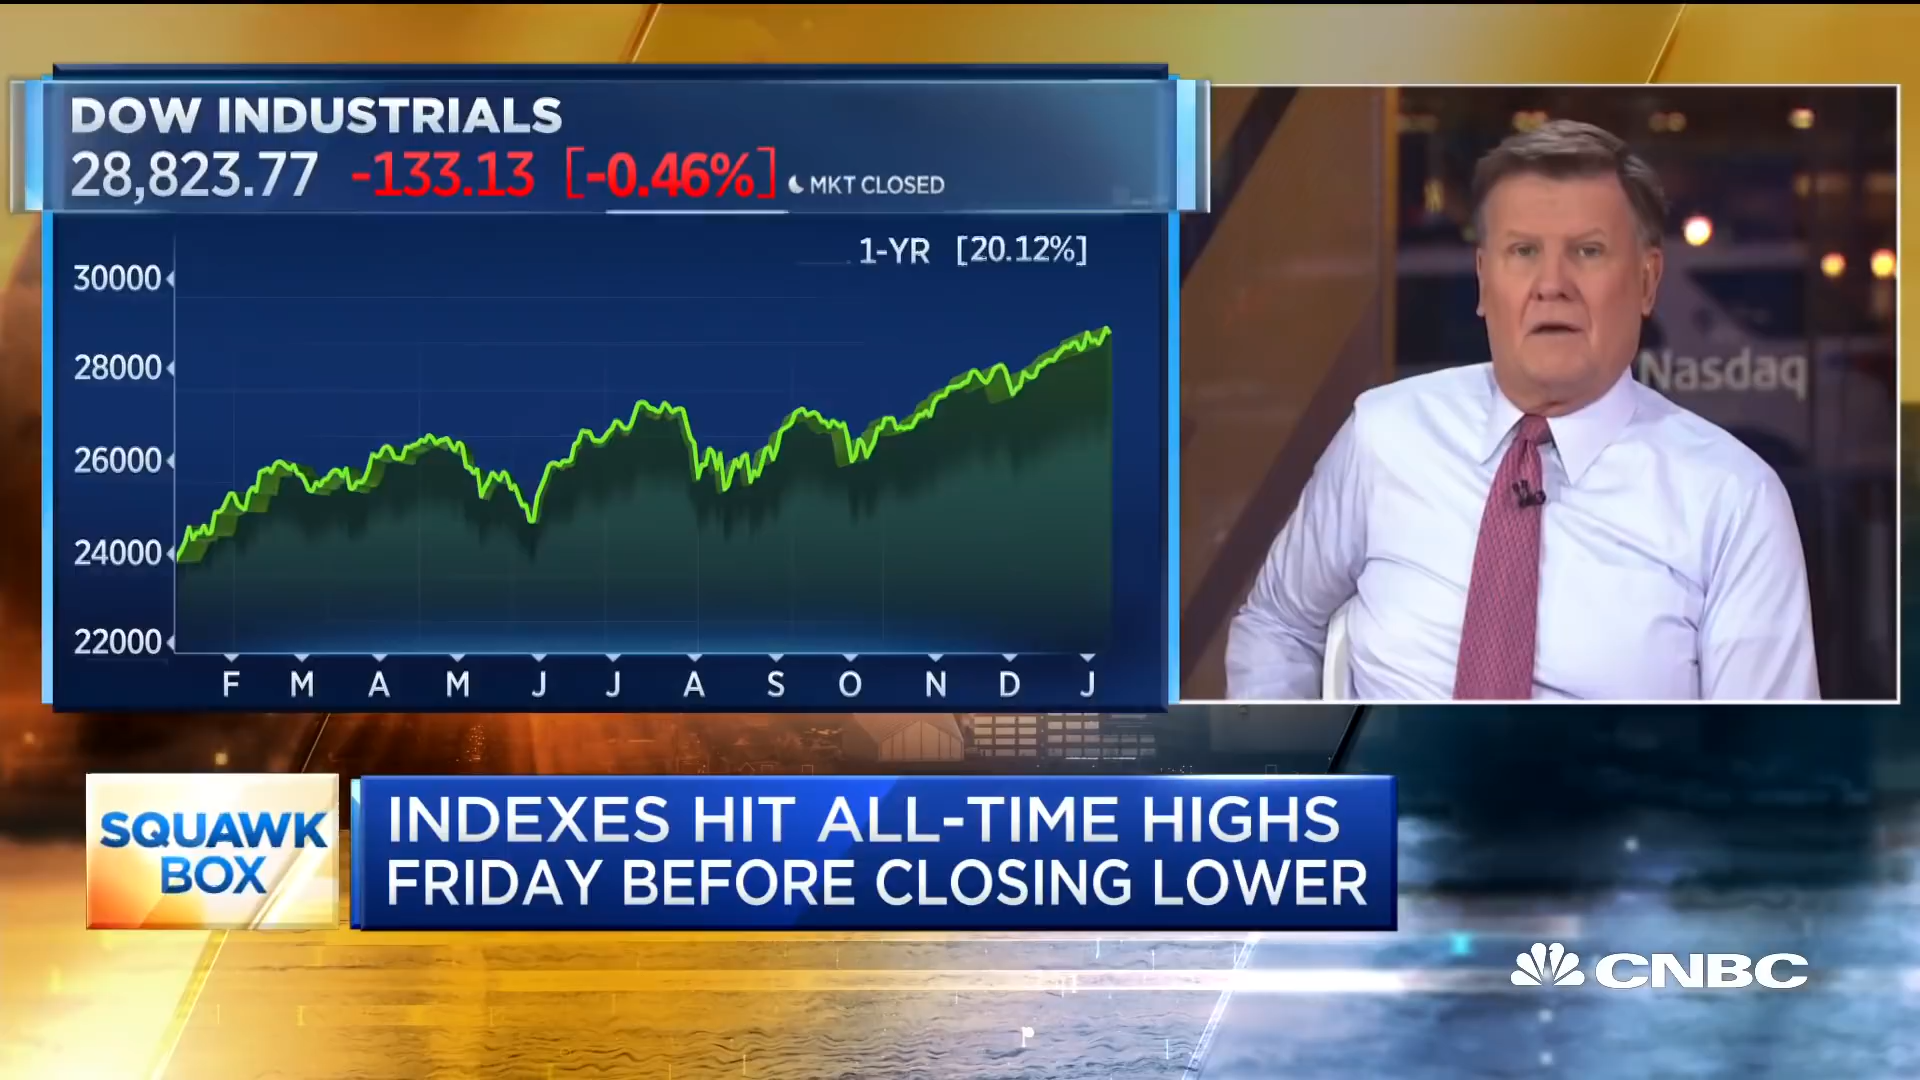 DOW INDUSTRIALS
28,823.77 -133.13 [-0.46%] MKT CLOSED
1-YR [20.12%]
30000
28000
26000
24000
22000
F M A M J J A S O N D J
Nasdaq
SQUAWK
BOX
INDEXES HIT ALL-TIME HIGHS
FRIDAY BEFORE CLOSING LOWER
CNBC